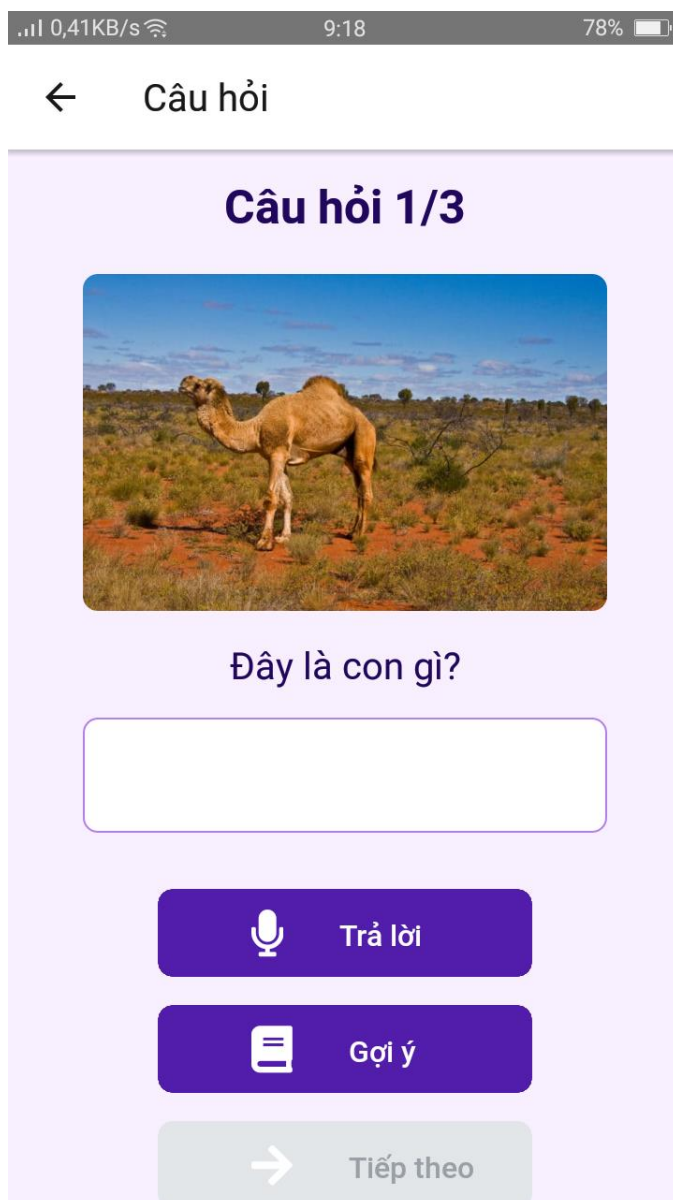 0,41KB/s 9:18 78%
Câu hỏi
Câu hỏi 1/3
Đây là con gì?
Trả lời
Gợi ý
Tiếp theo